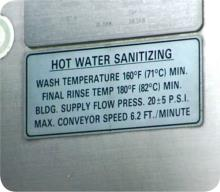 HOT WATER SANITIZING
WASH TEMPERATURE 160°F (71°C) MIN.
FINAL RINSE TEMP 180°F (82°C) MIN.
BLDG. SUPPLY FLOW PRESS. 20±5 P.S.I.
MAX. CONVEYOR SPEED 6.2 FT./MINUTE